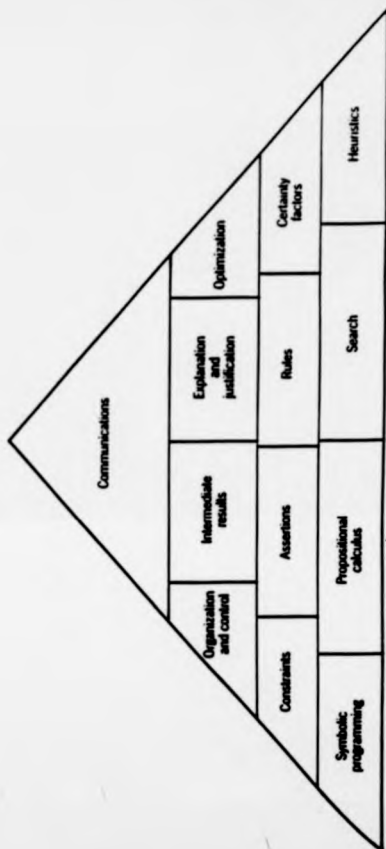 Communications
Organization
and control
Intermediate
results
Explanation
and
justification
Optimization
Constraints
Assertions
Rules
Certainty
factors
Symbolic
programming
Propositional
calculus
Search
Heuristics